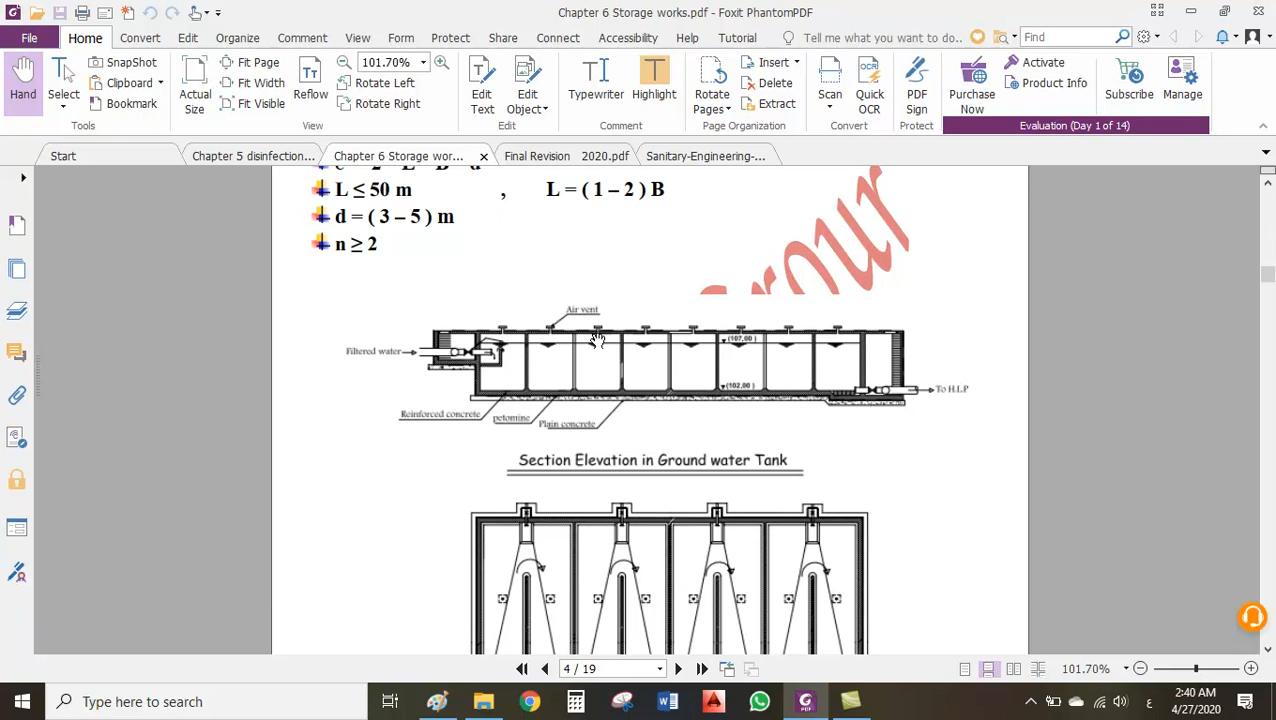 Chapter 6 Storage works.pdf - Foxit PhantomPDF
File Home Convert Edit Organize Comment View Form Protect Share Connect Accessibility Help Tutorial Tell me what you want to do.. Find
Hand
Select
SnapShot
Clipboard
Bookmark
Tools
Actual Size
Fit Page
Fit Width
Fit Visible
Reflow
101.70%
Rotate Left
Rotate Right
View
Edit Text
Edit Object
Edit
Typewriter
Highlight
Comment
Rotate Pages
Insert
Delete
Extract
Page Organization
Scan
Quick OCR
Convert
PDF Sign
Protect
Purchase Now
Activate
Product Info
Subscribe
Manage
Evaluation (Day 1 of 14)
Start
Chapter 5 disinfection...
Chapter 6 Storage wor...
Final Revision 2020.pdf
Sanitary-Engineering-...
L ≤ 50 m , L = ( 1 – 2 ) B
d = ( 3 – 5 ) m
n ≥ 2
Air vent
Filtered water
(107,00 )
(102,00 )
To H.L.P
Reinforced concrete
petomine
Plain concrete
Section Elevation in Ground water Tank
4 / 19
101.70%
Type here to search
2:40 AM
4/27/2020